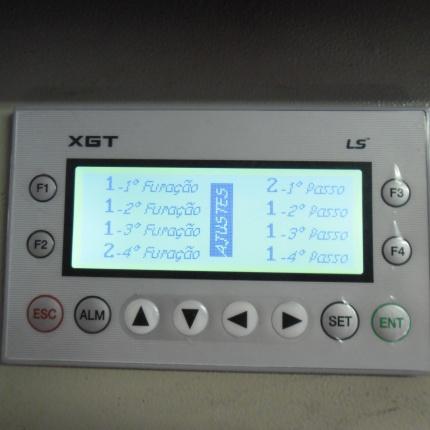 XGT
LS
F1
F2
F3
F4
1-1º Furação
1-2º Furação
1-3º Furação
2-4º Furação
AJUSTES
2-1º Passo
1-2º Passo
1-3º Passo
1-4º Passo
ESC ALM SET ENT